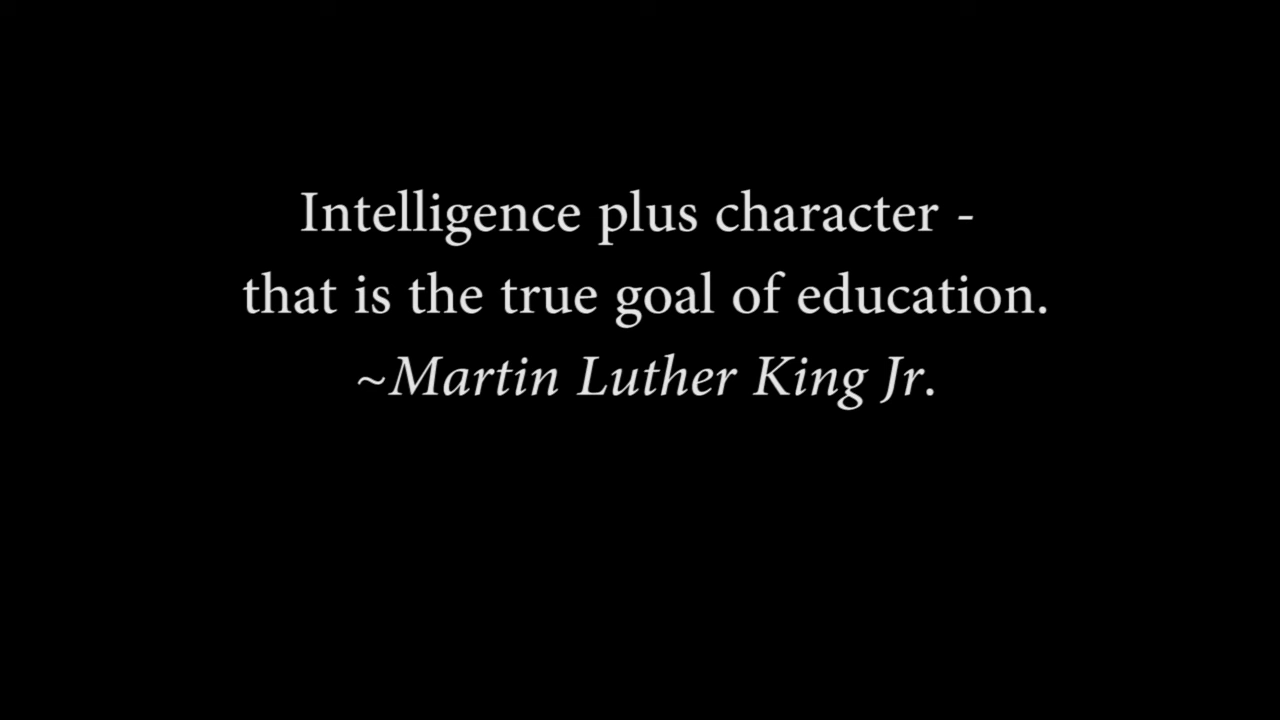 Intelligence plus character -
that is the true goal of education.
~Martin Luther King Jr.